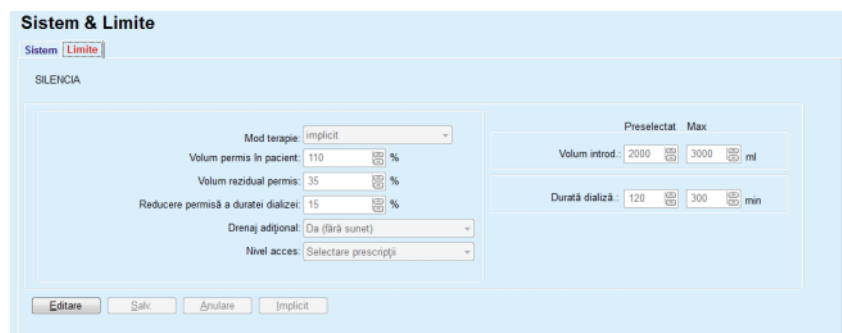 Sistem & Limite
Sistem Limite
SILENCIA
Mod terapie: implicit
Volum permis în pacient: 110 %
Volum rezidual permis: 35 %
Reducere permisă a duratei dializei: 15 %
Drenaj adiţional: Da (fără sunet)
Nivel acces: Selectare prescripţii
Preselectat Max
Volum introd.: 2000 3000 ml
Durată dializă.: 120 300 min
Editare Salv. Anulare Implicit